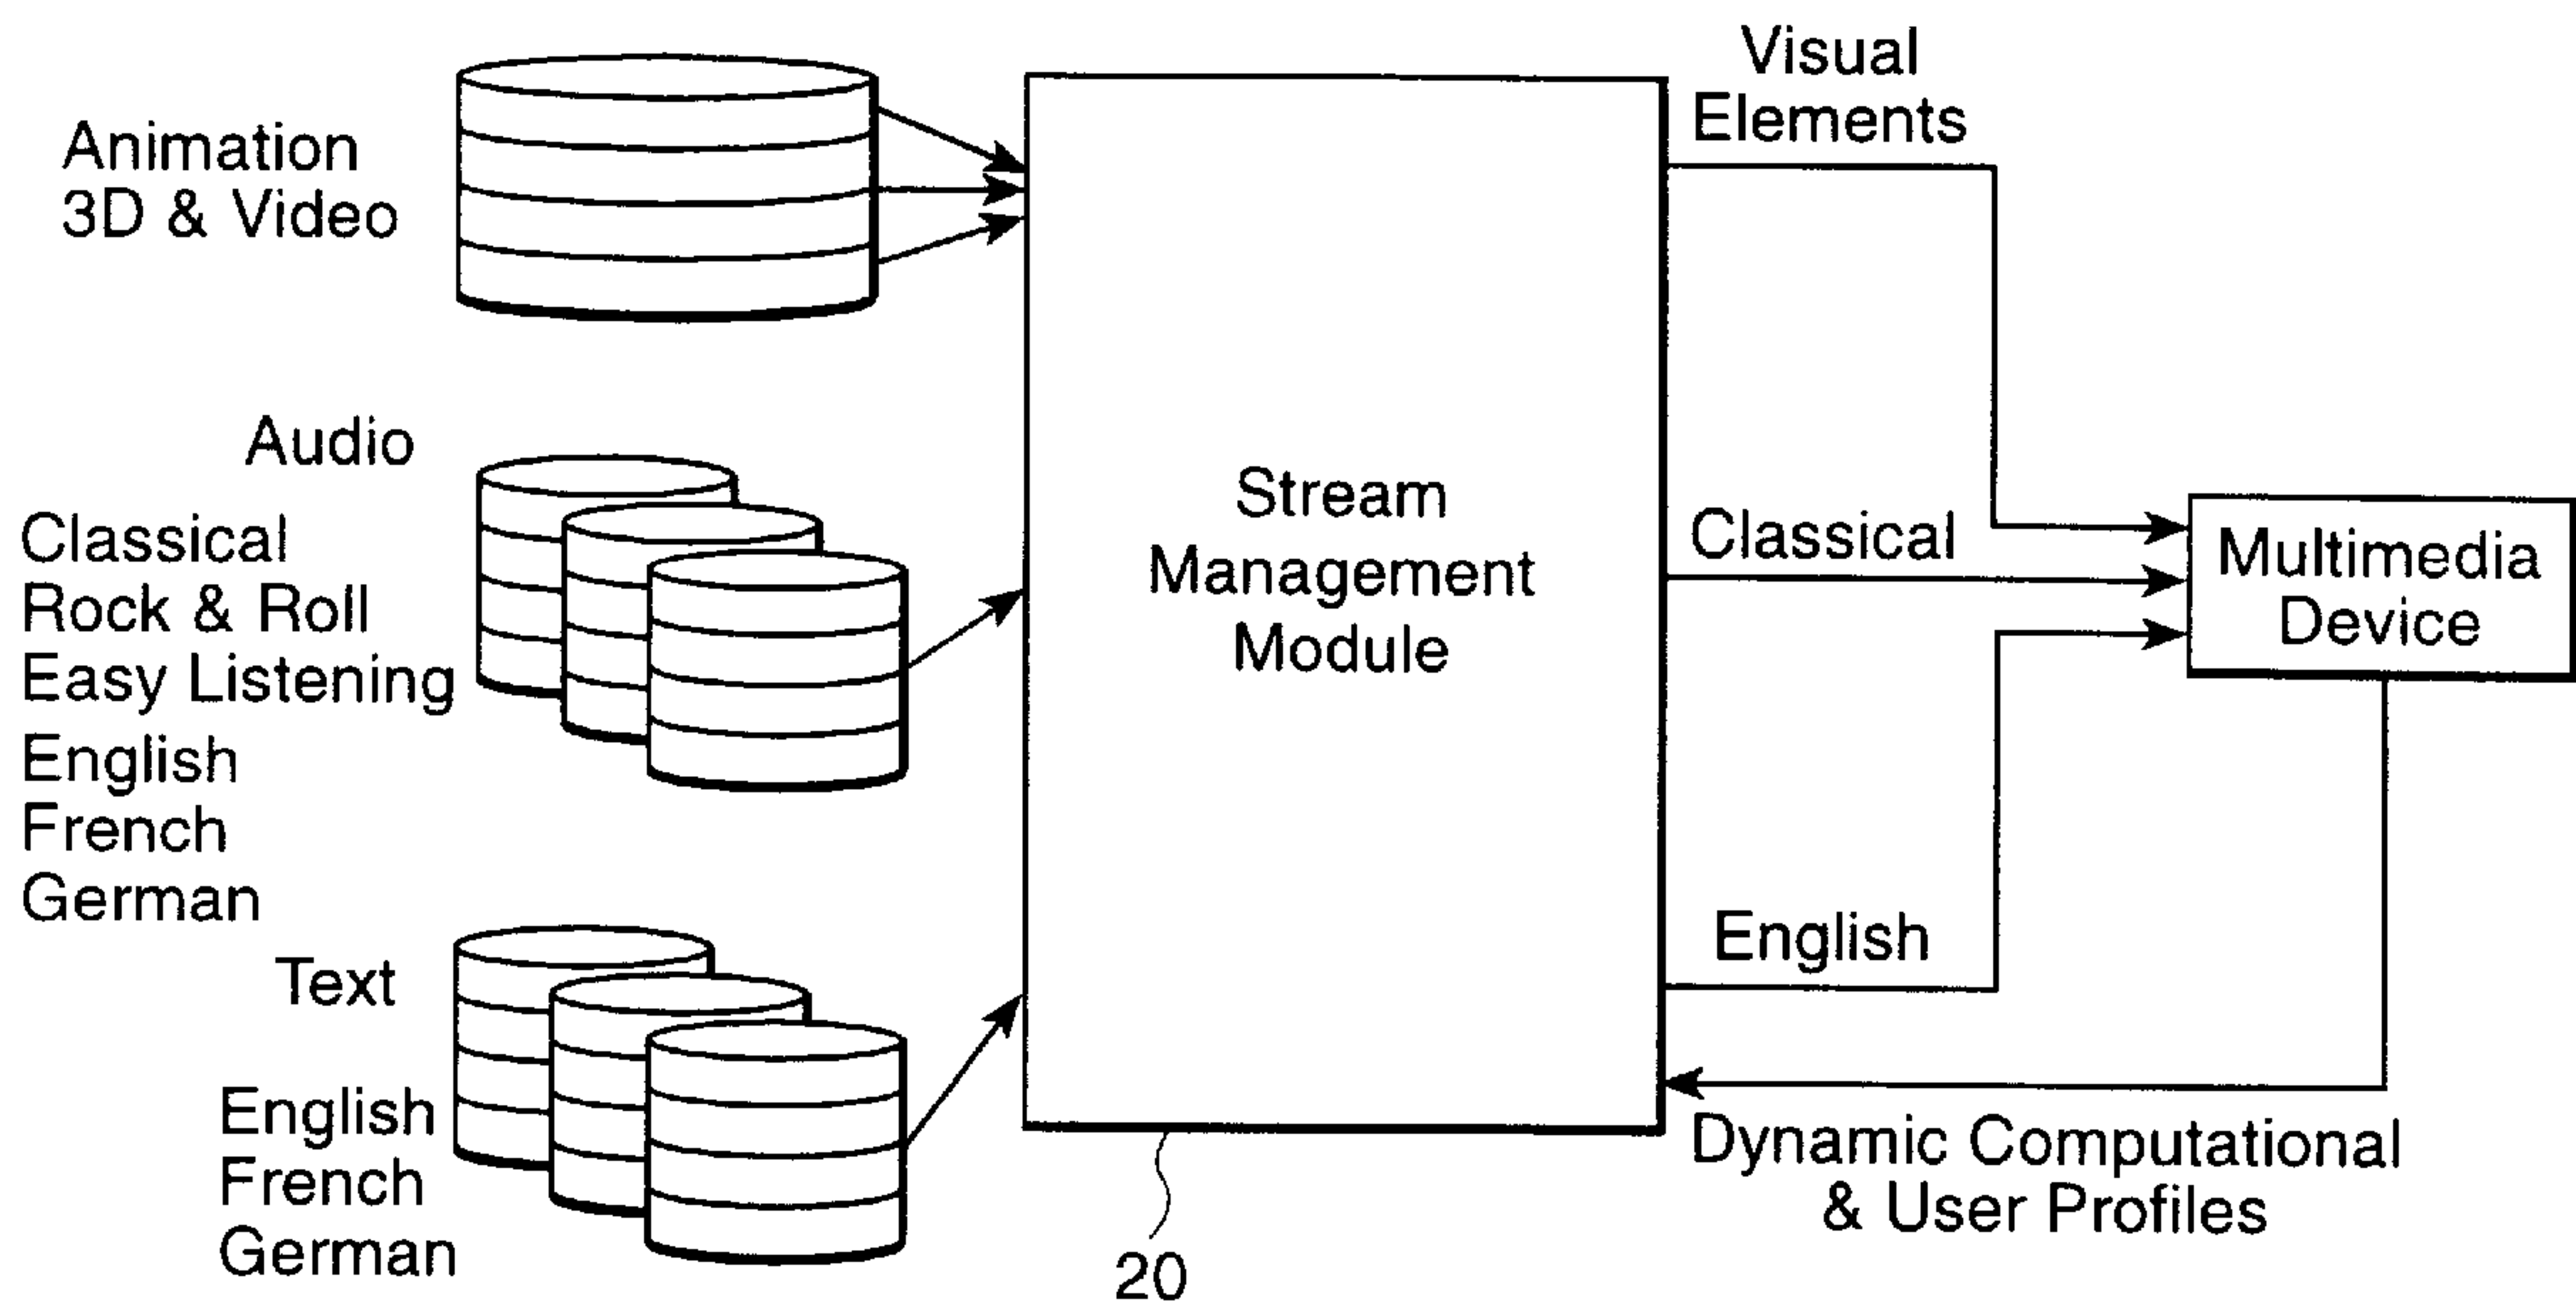 Animation
3D & Video
Audio
Classical
Rock & Roll
Easy Listening
English
French
German
Text
English
French
German
Stream
Management
Module
20
Visual
Elements
Classical
English
Multimedia
Device
Dynamic Computational
& User Profiles